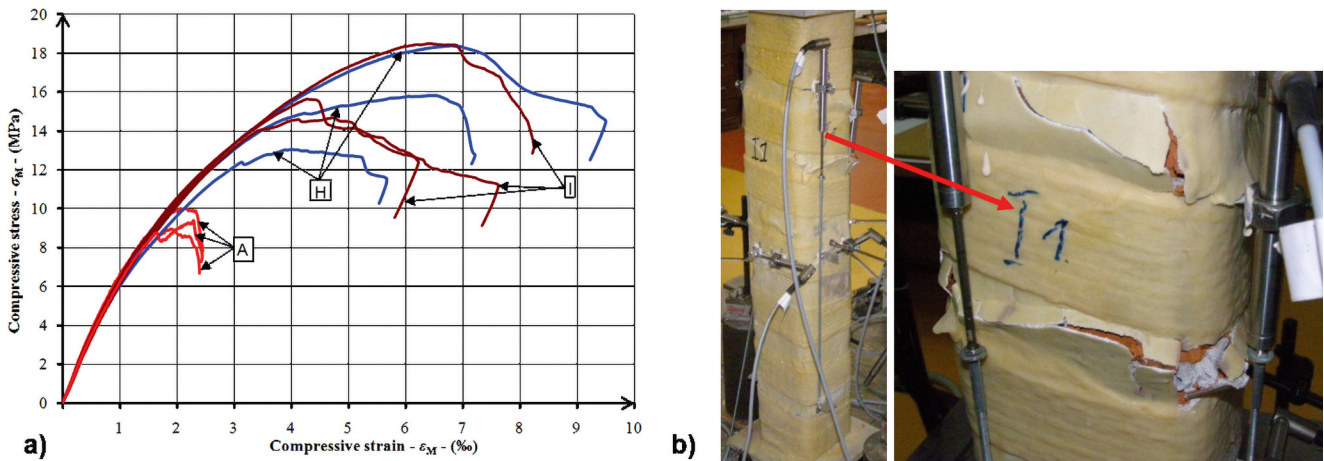 Compressive stress - σM - (MPa)
20
18
16
14
12
10
8
6
4
2
0
1
2
3
4
5
6
7
8
9
10
Compressive strain - εM - (‰)
A
H
I
a)
b)
I1
I1